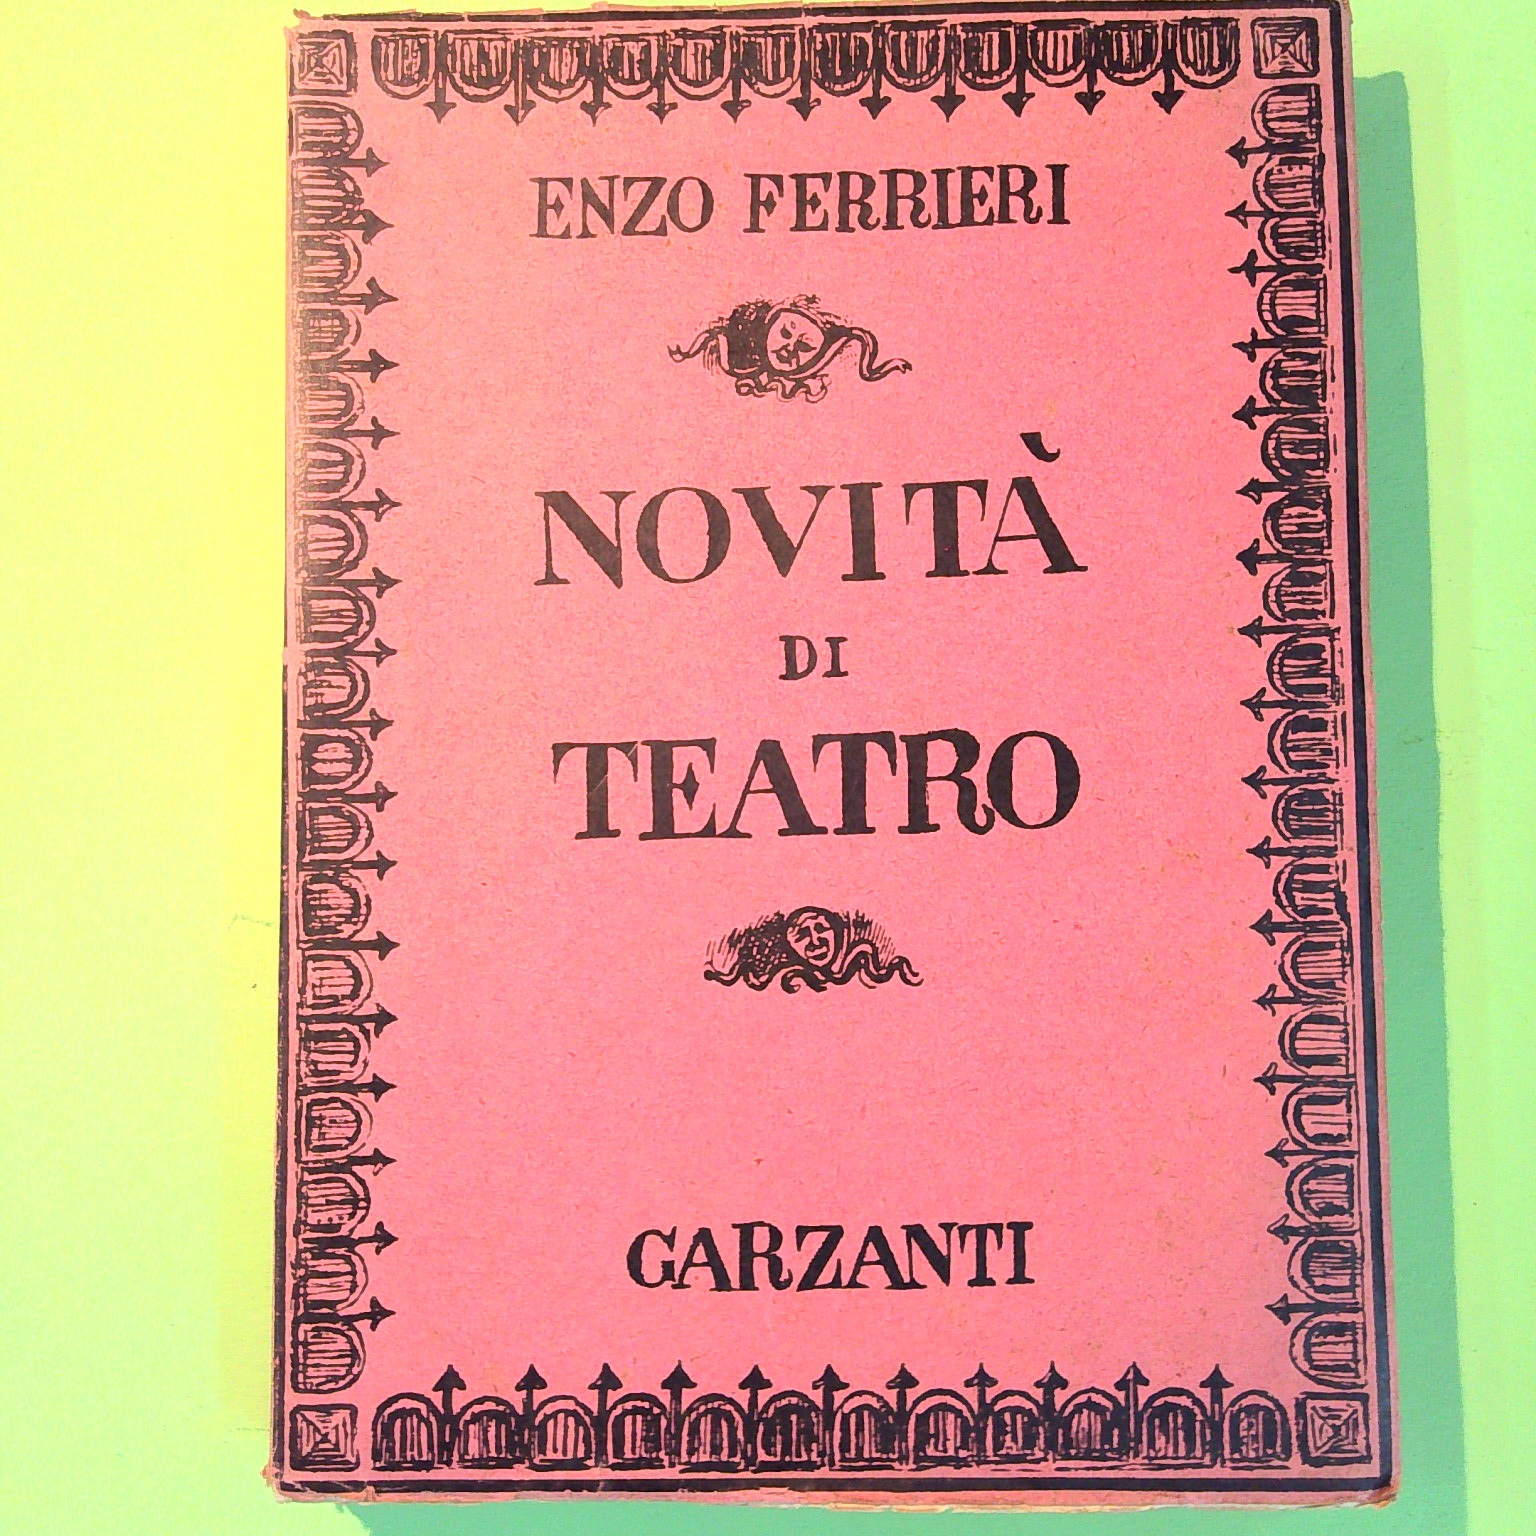 ENZO FERRIERI
NOVITÀ
DI
TEATRO
GARZANTI